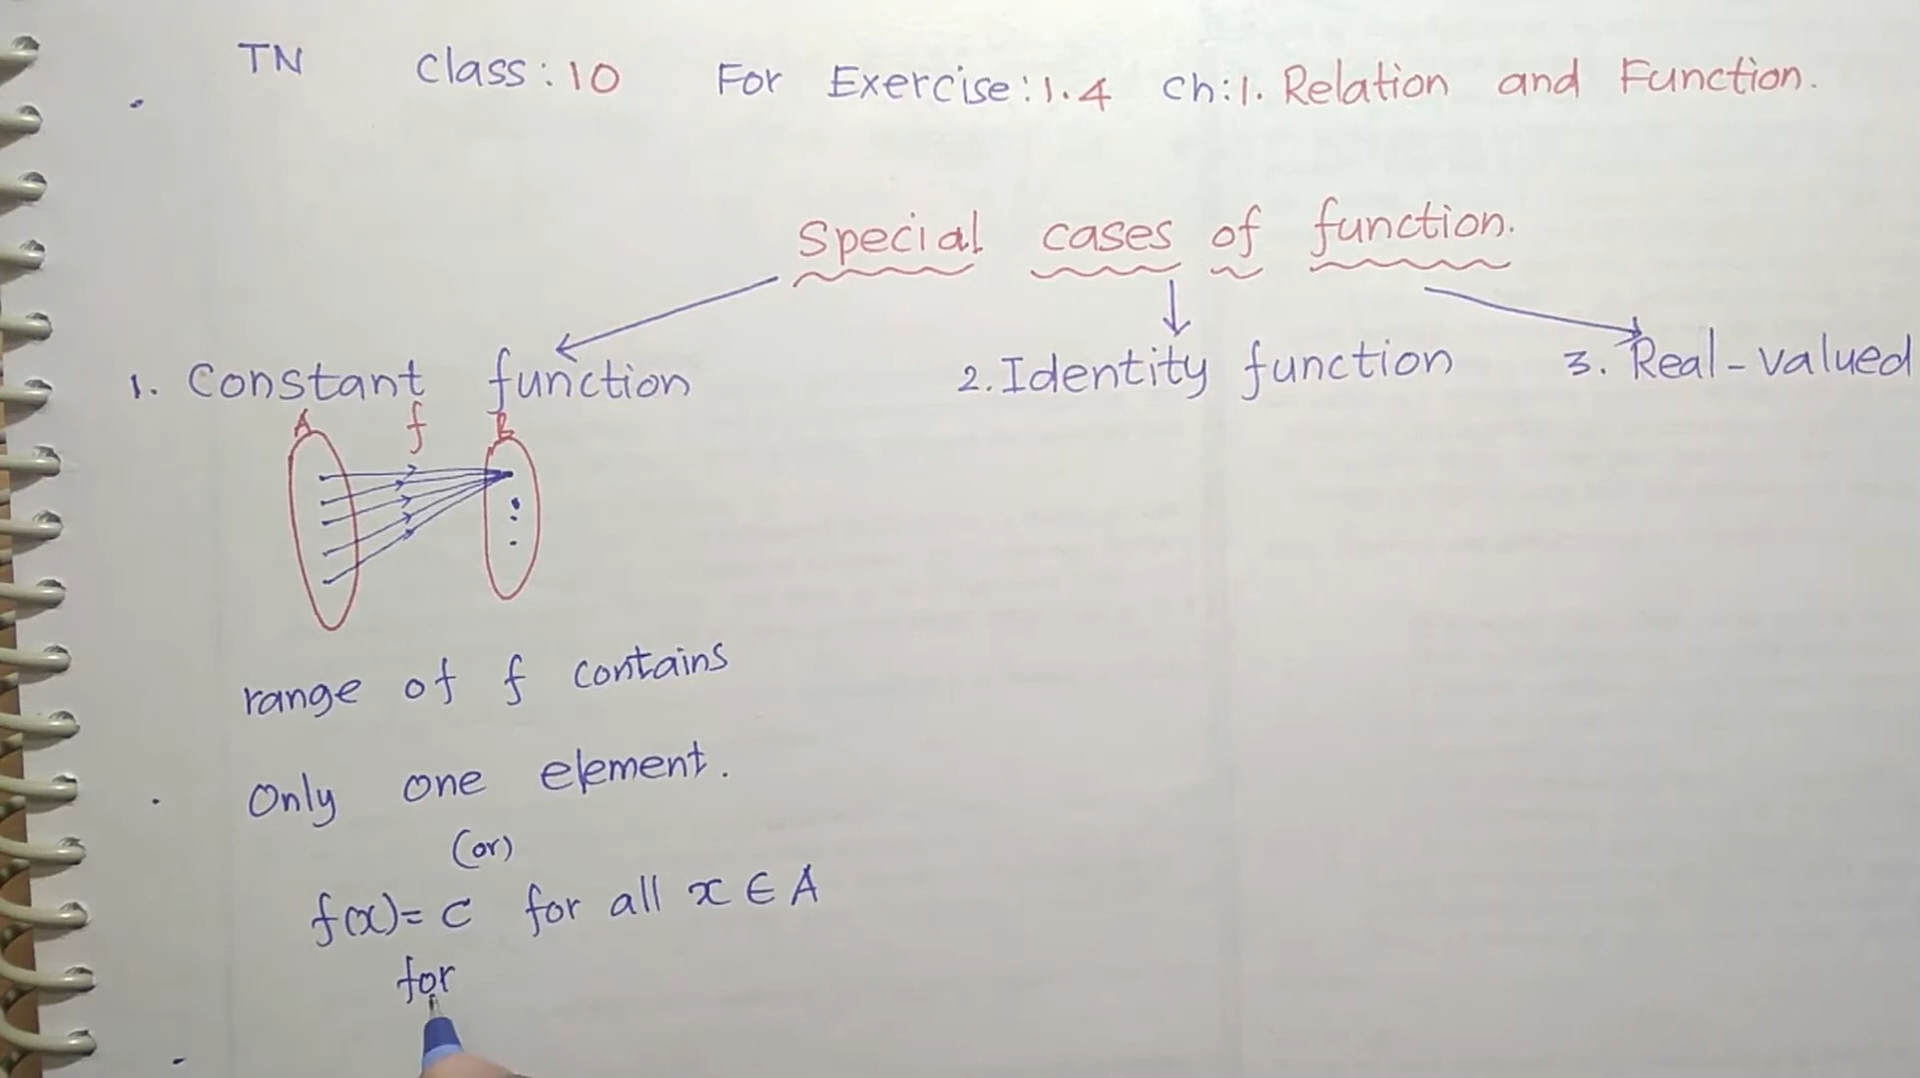 TN Class: 10 For Exercise: 1.4 Ch: 1. Relation and Function.
Special cases of function.
1. Constant function 2. Identity function 3. Real-valued
A f B
range of f contains
Only one element.
(or)
f(x)= c for all x ∈ A
for